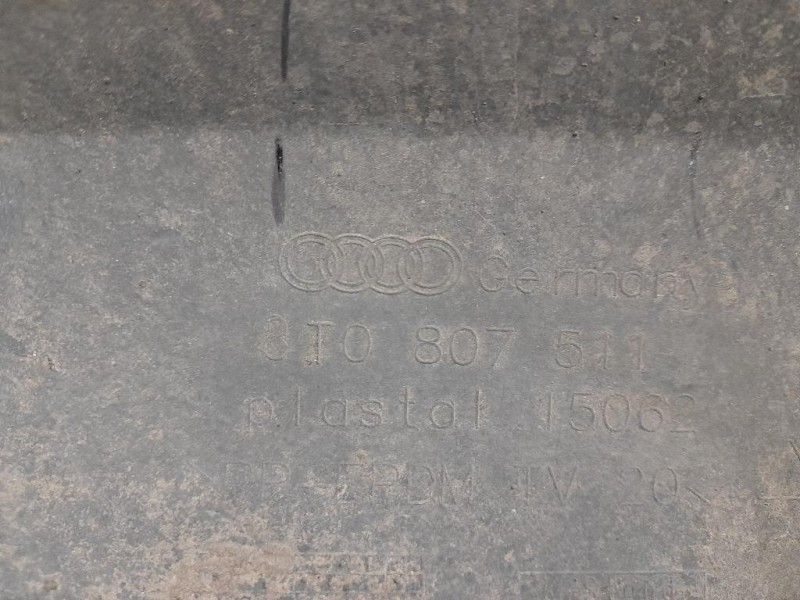 Germany
8T0 807 511
plastal 15062
PP+EPDM TV 20<